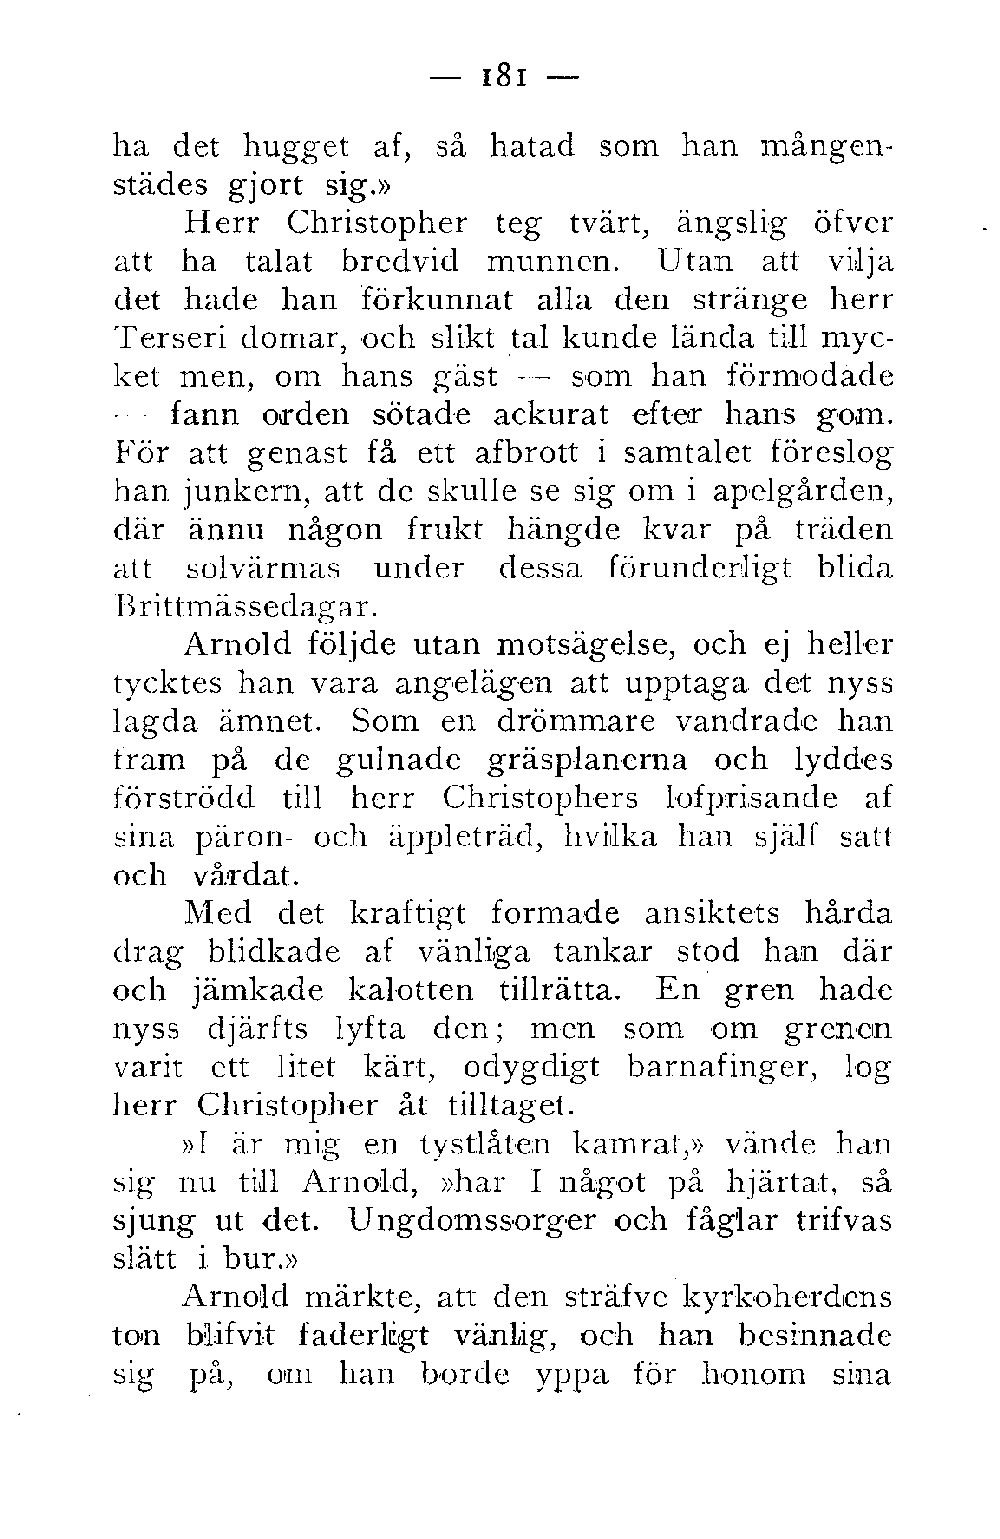 — 181 —
ha det hugget af, så hatad som han mången-
städes gjort sig.»
Herr Christopher teg tvärt, ängslig öfver
att ha talat bredvid munnen. Utan att vilja
det hade han förkunnat alla den stränge herr
Terseri domar, och slikt tal kunde lända till myc-
ket men, om hans gäst — som han förmodade
— fann orden sötade ackurat efter hans gom.
För att genast få ett afbrott i samtalet föreslog
han junkern, att de skulle se sig om i apelgården,
där ännu någon frukt hängde kvar på träden
att solvärmas under dessa förunderligt blida
Brittmässedagar.
Arnold följde utan motsägelse, och ej heller
tycktes han vara angelägen att upptaga det nyss
lagda ämnet. Som en drömmare vandrade han
fram på de gulnade gräsplanerna och lyddes
förströdd till herr Christophers lofprisande af
sina päron- och äppleträd, hvilka han själf satt
och vårdat.
Med det kraftigt formade ansiktets hårda
drag blidkade af vänliga tankar stod han där
och jämkade kalotten tillrätta. En gren hade
nyss djärfts lyfta den; men som om grenen
varit ett litet kärt, odygdigt barnafinger, log
herr Christopher åt tilltaget.
»I är mig en tystlåten kamrat,» vände han
sig nu till Arnold, »har I något på hjärtat, så
sjung ut det. Ungdomssorger och fåglar trifvas
slätt i bur.»
Arnold märkte, att den sträfve kyrkoherdens
ton blifvit faderligt vänlig, och han besinnade
sig på, om han borde yppa för honom sina